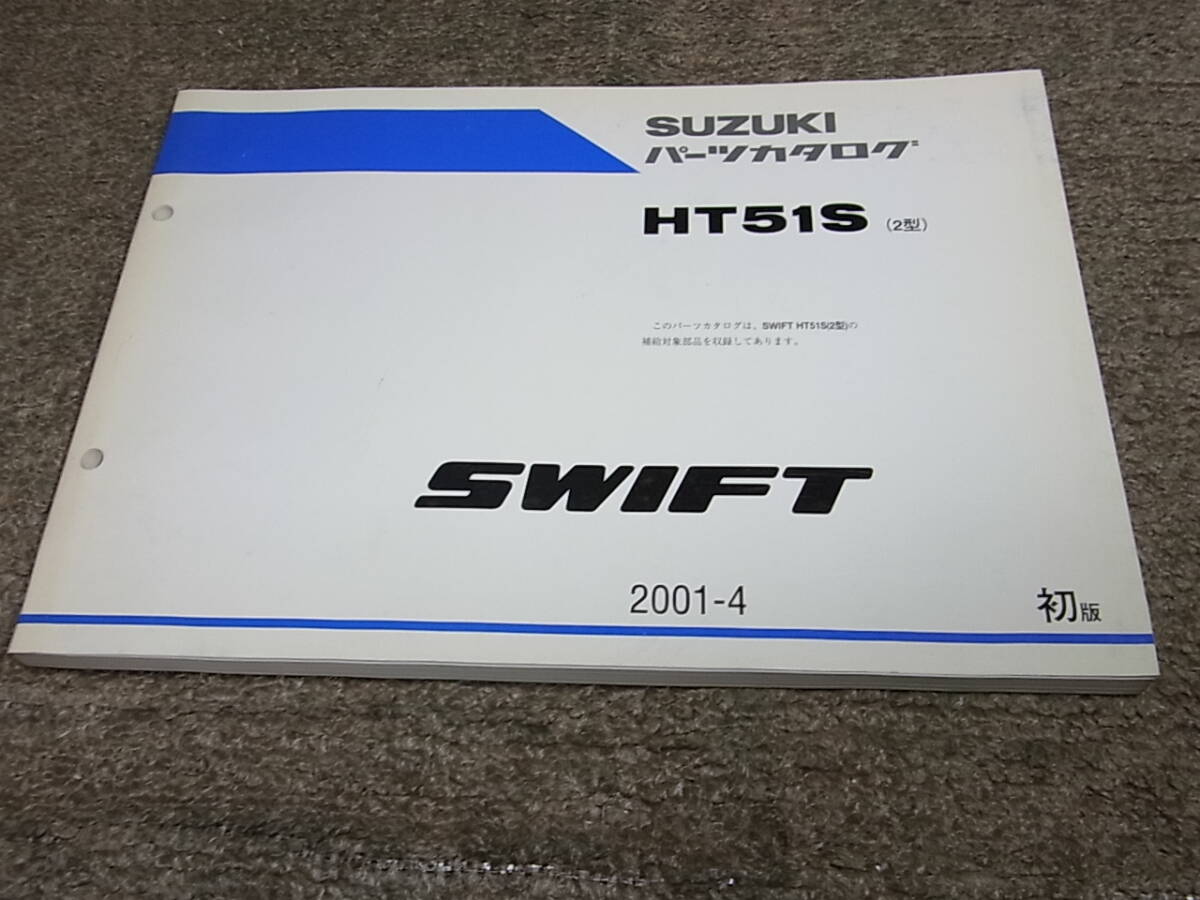 SUZUKI
パーツカタログ
HT51S (2型)
このパーツカタログは、SWIFT HT51S(2型)の
補給対象部品を収録してあります。
SWIFT
2001-4
初版